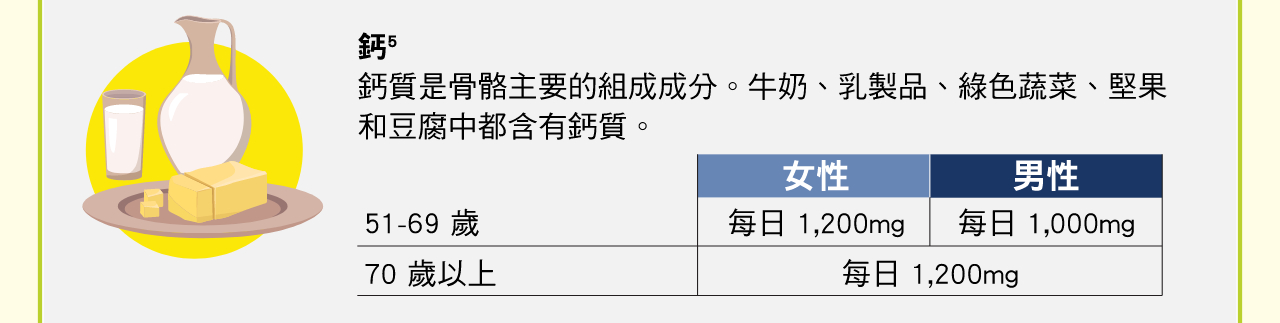 鈣⁵
鈣質是骨骼主要的組成成分。牛奶、乳製品、綠色蔬菜、堅果
和豆腐中都含有鈣質。
女性 男性
51-69 歲 每日 1,200mg 每日 1,000mg
70 歲以上 每日 1,200mg